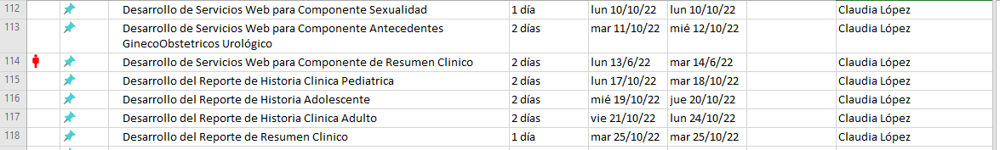 112 Desarrollo de Servicios Web para Componente Sexualidad 1 día lun 10/10/22 lun 10/10/22 Claudia López
113 Desarrollo de Servicios Web para Componente Antecedentes 2 días mar 11/10/22 mié 12/10/22 Claudia López
GinecoObstetricos Urológico
114 Desarrollo de Servicios Web para Componente de Resumen Clinico 2 días lun 13/6/22 mar 14/6/22 Claudia López
115 Desarrollo del Reporte de Historia Clinica Pediatrica 2 días lun 17/10/22 mar 18/10/22 Claudia López
116 Desarrollo del Reporte de Historia Adolescente 2 días mié 19/10/22 jue 20/10/22 Claudia López
117 Desarrollo del Reporte de Historia Clinica Adulto 2 días vie 21/10/22 lun 24/10/22 Claudia López
118 Desarrollo del Reporte de Resumen Clinico 1 día mar 25/10/22 mar 25/10/22 Claudia López